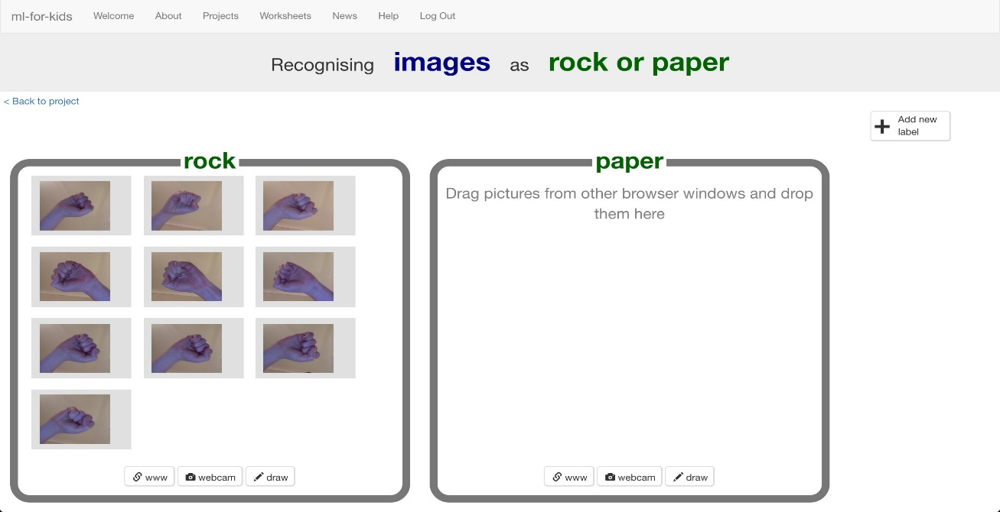 ml-for-kids Welcome About Projects Worksheets News Help Log Out
Recognising images as rock or paper
< Back to project
Add new
label
rock
paper
Drag pictures from other browser windows and drop
them here
www webcam draw
www webcam draw